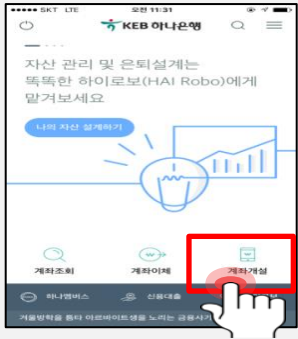 SKT LTE 오전 11:31
KEB 하나은행
자산 관리 및 은퇴설계는
똑똑한 하이로보(HAI Robo)에게
맡겨보세요
나의 자산 설계하기
계좌조회 계좌이체 계좌개설
하나멤버스 신용대출
겨울방학을 틈타 아르바이트생을 노리는 금융사기